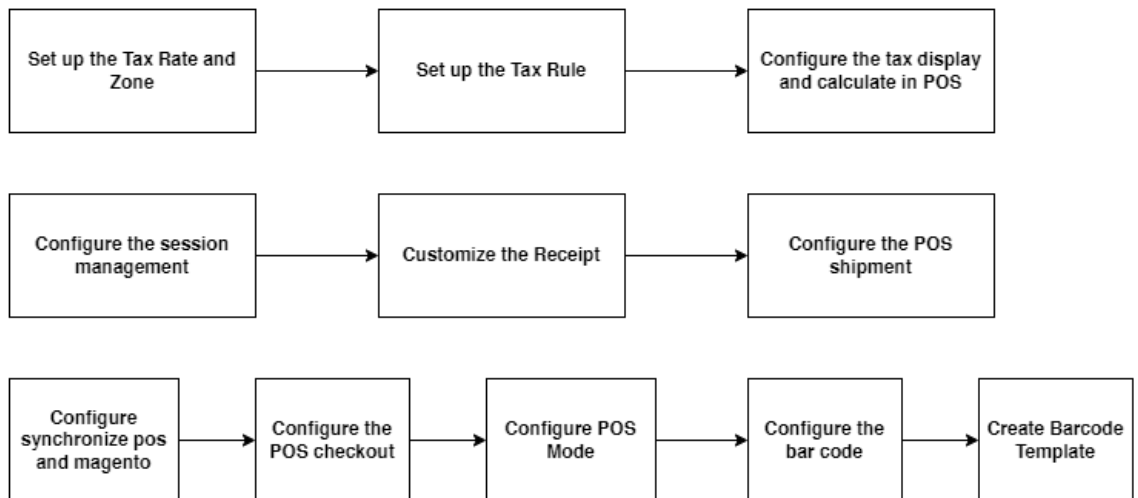 Set up the Tax Rate and
Zone
Set up the Tax Rule
Configure the tax display
and calculate in POS
Configure the session
management
Customize the Receipt
Configure the POS
shipment
Configure
synchronize pos
and magento
Configure the
POS checkout
Configure POS
Mode
Configure the
bar code
Create Barcode
Template